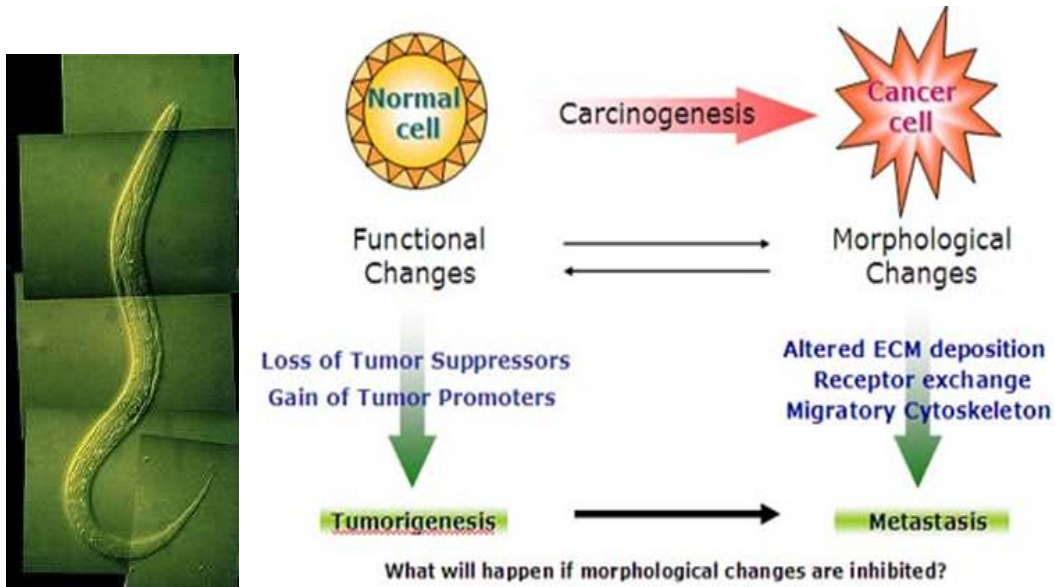 Normal
cell
Carcinogenesis
Cancer
cell
Functional
Changes
Morphological
Changes
Loss of Tumor Suppressors
Gain of Tumor Promoters
Altered ECM deposition
Receptor exchange
Migratory Cytoskeleton
Tumorigenesis
Metastasis
What will happen if morphological changes are inhibited?